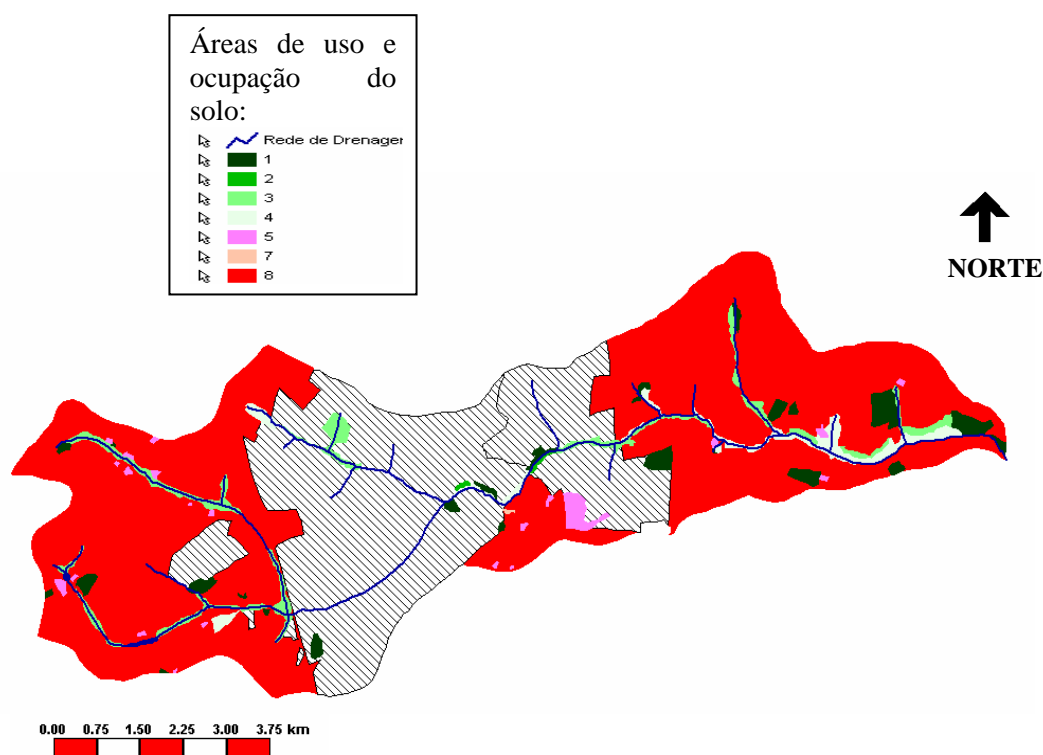 Áreas de uso e
ocupação do
solo:
Rede de Drenager
1
2
3
4
5
7
8
NORTE
0.00 0.75 1.50 2.25 3.00 3.75 km